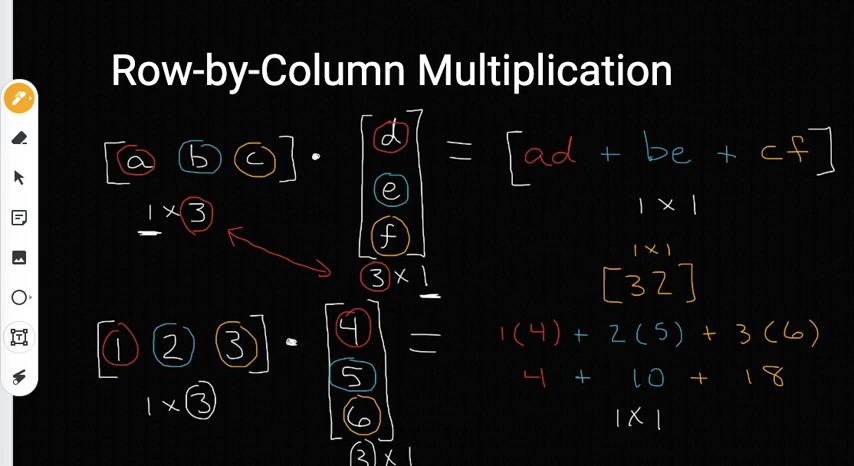 Row-by-Column Multiplication
[a b c] · [d e f] = [ad + be + cf]
1 × 3
3 × 1
1 × 1
1 × 1
[32]
[1 2 3] · [4 5 6] = 1(4) + 2(5) + 3(6)
4 + 10 + 18
1 × 3
3 × 1
1 × 1